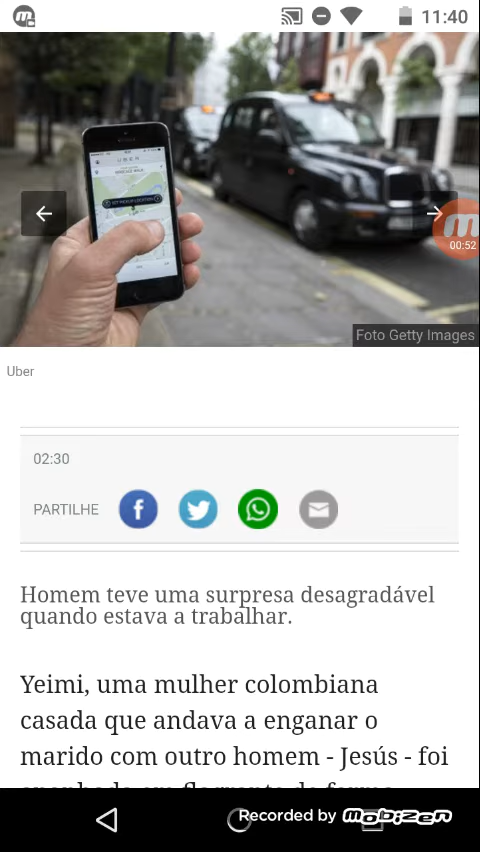 11:40
UBER
00:52
Foto Getty Images
Uber
02:30
PARTILHE
Homem teve uma surpresa desagradável
quando estava a trabalhar.
Yeimi, uma mulher colombiana
casada que andava a enganar o
marido com outro homem - Jesús - foi
Recorded by Mobizen